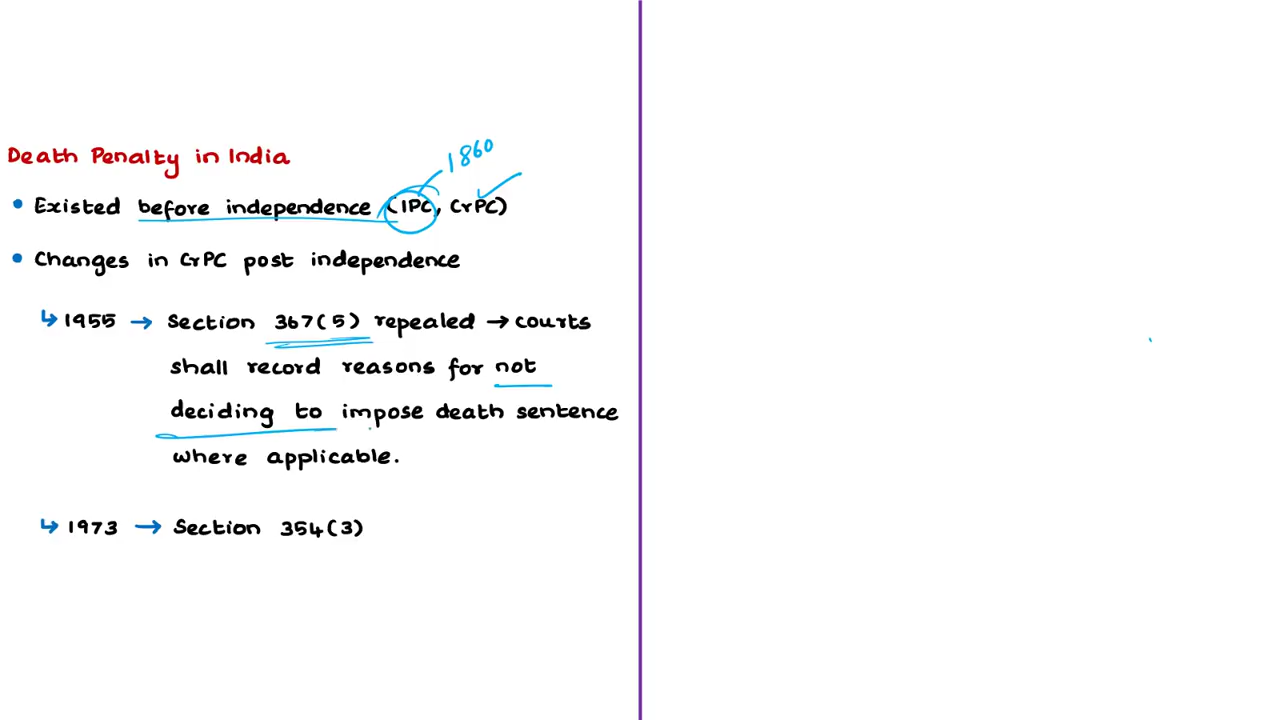 Death Penalty in India
1860
• Existed before independence (IPC, CrPC)
• Changes in CrPC post independence
↳ 1955 → Section 367(5) repealed → courts
shall record reasons for not
deciding to impose death sentence
where applicable.
↳ 1973 → Section 354(3)